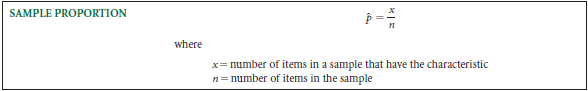 SAMPLE PROPORTION
p̂ = x/n
where
x = number of items in a sample that have the characteristic
n = number of items in the sample